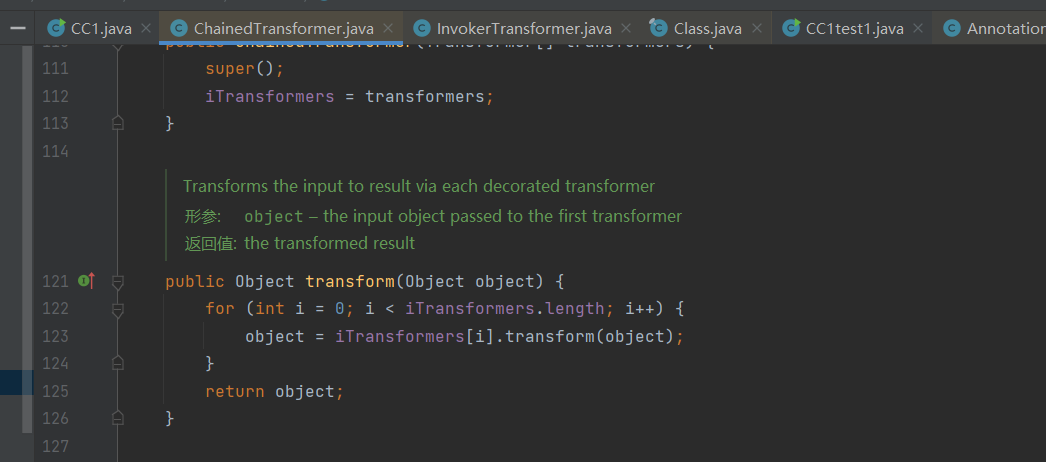 CC1.java × ChainedTransformer.java × InvokerTransformer.java × Class.java × CC1test1.java × Annotation
111 super();
112 iTransformers = transformers;
113 }
114
Transforms the input to result via each decorated transformer
形参: object – the input object passed to the first transformer
返回值: the transformed result
121 public Object transform(Object object) {
122 for (int i = 0; i < iTransformers.length; i++) {
123 object = iTransformers[i].transform(object);
124 }
125 return object;
126 }
127